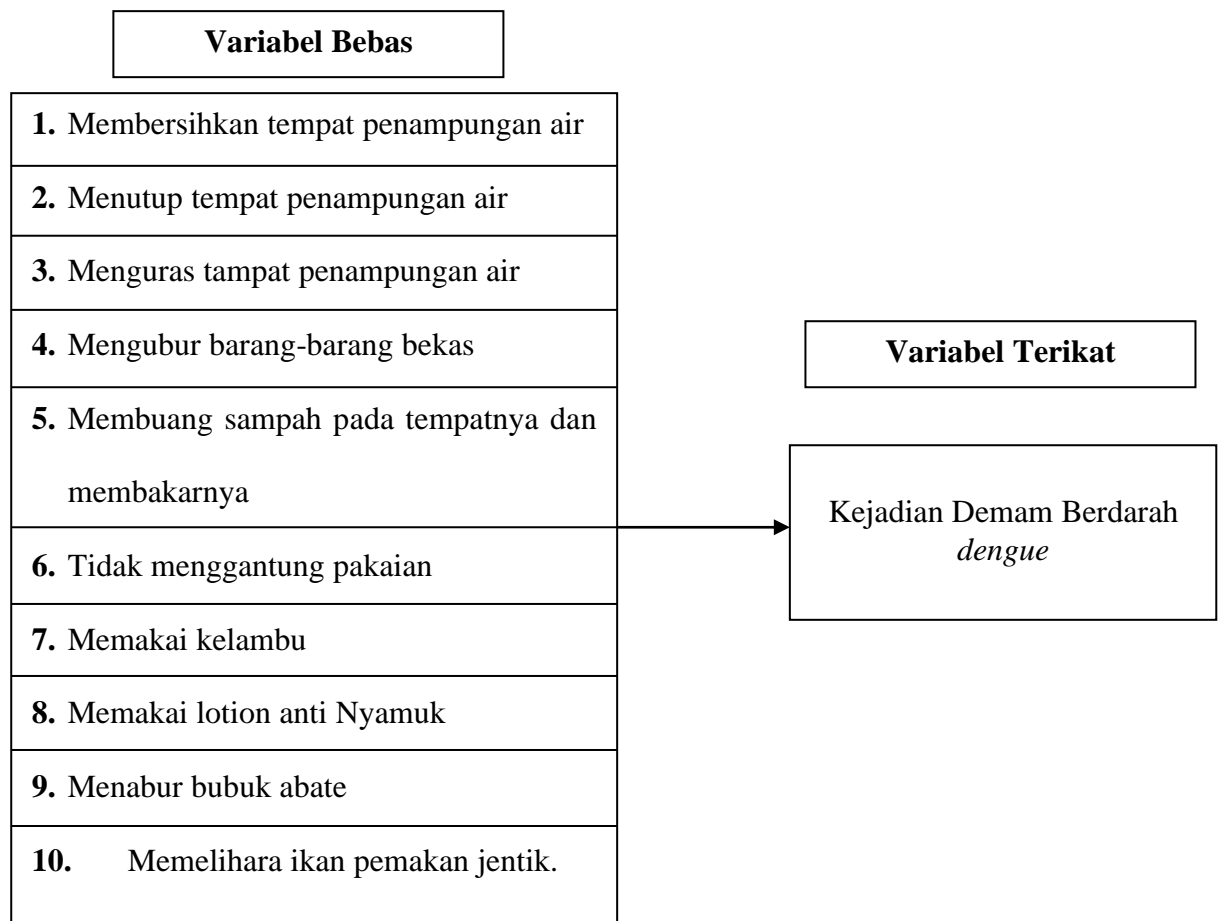 Variabel Bebas
1. Membersihkan tempat penampungan air
2. Menutup tempat penampungan air
3. Menguras tampat penampungan air
4. Mengubur barang-barang bekas
5. Membuang sampah pada tempatnya dan
membakarnya
6. Tidak menggantung pakaian
7. Memakai kelambu
8. Memakai lotion anti Nyamuk
9. Menabur bubuk abate
10. Memelihara ikan pemakan jentik.
Variabel Terikat
Kejadian Demam Berdarah
dengue